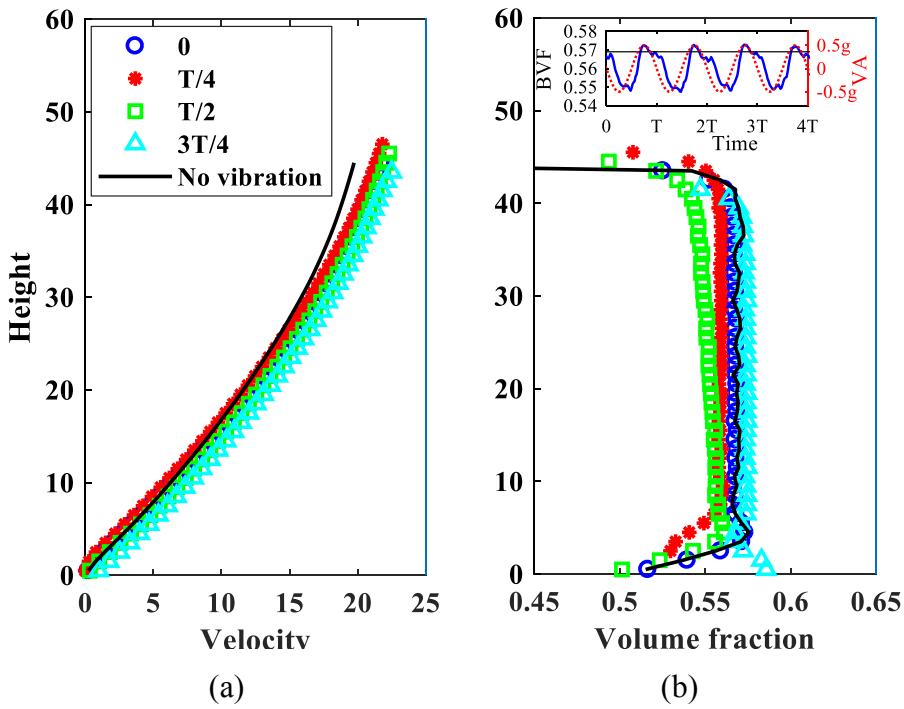 60
50
40
30
20
10
0
Height
0
T/4
T/2
3T/4
No vibration
0
5
10
15
20
25
Velocity
(a)
60
50
40
30
20
10
0
0.58
0.57
0.56
0.55
0.54
BVF
0.5g
0
-0.5g
VA
0
T
2T
3T
4T
Time
0.45
0.5
0.55
0.6
0.65
Volume fraction
(b)